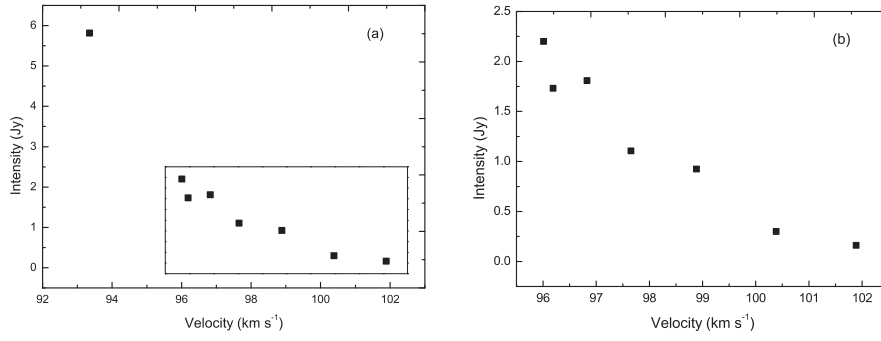 (a)
6
5
4
3
2
1
0
Intensity (Jy)
92 94 96 98 100 102
Velocity (km s⁻¹)
(b)
2.5
2.0
1.5
1.0
0.5
0.0
Intensity (Jy)
96 97 98 99 100 101 102
Velocity (km s⁻¹)